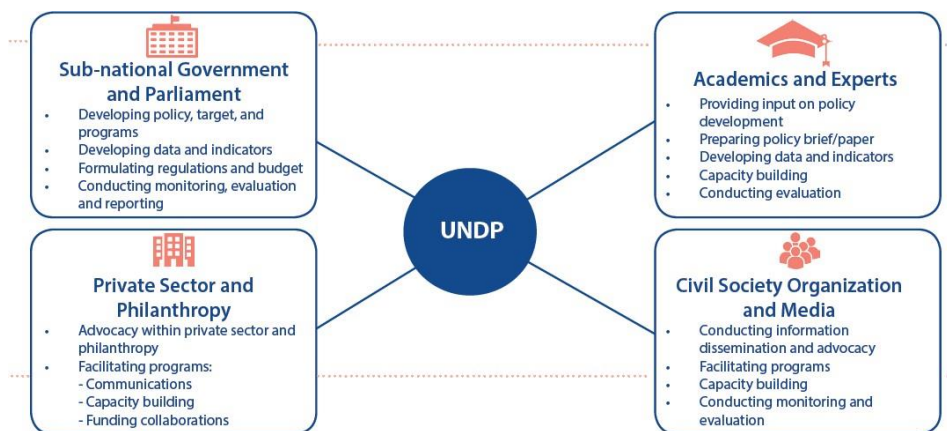 Sub-national Government
and Parliament
• Developing policy, target, and
programs
• Developing data and indicators
• Formulating regulations and budget
• Conducting monitoring, evaluation
and reporting
Academics and Experts
• Providing input on policy
development
• Preparing policy brief/paper
• Developing data and indicators
• Capacity building
• Conducting evaluation
UNDP
Private Sector and
Philanthropy
• Advocacy within private sector and
philanthropy
• Facilitating programs:
- Communications
- Capacity building
- Funding collaborations
Civil Society Organization
and Media
• Conducting information
dissemination and advocacy
• Facilitating programs
• Capacity building
• Conducting monitoring and
evaluation